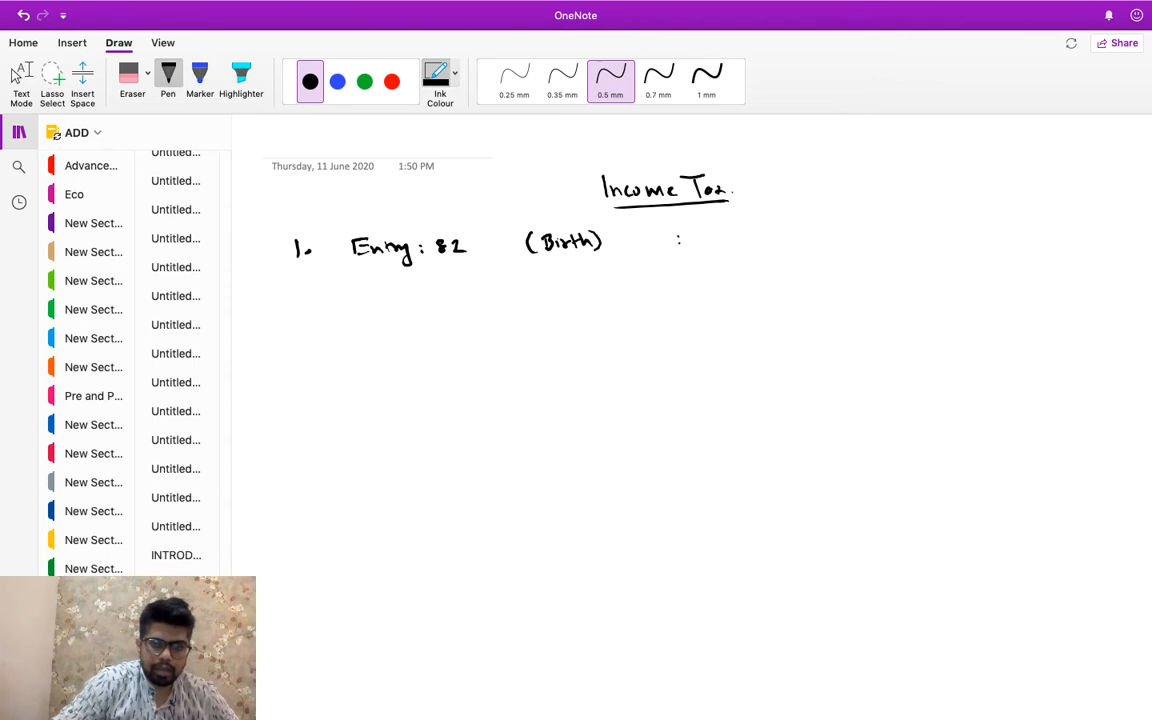 OneNote
Home Insert Draw View
Share
Text Mode
Lasso Select
Insert Space
Eraser
Pen
Marker
Highlighter
Ink Colour
0.25 mm
0.35 mm
0.5 mm
0.7 mm
1 mm
ADD
Advance...
Eco
New Sect...
New Sect...
New Sect...
New Sect...
New Sect...
New Sect...
Pre and P...
New Sect...
New Sect...
New Sect...
New Sect...
New Sect...
New Sect...
Untitled...
Untitled...
Untitled...
Untitled...
Untitled...
Untitled...
Untitled...
Untitled...
Untitled...
Untitled...
Untitled...
Untitled...
Untitled...
Untitled...
INTROD...
Thursday, 11 June 2020 1:50 PM
Income Tax.
1. Entry: 82 (Birth) :